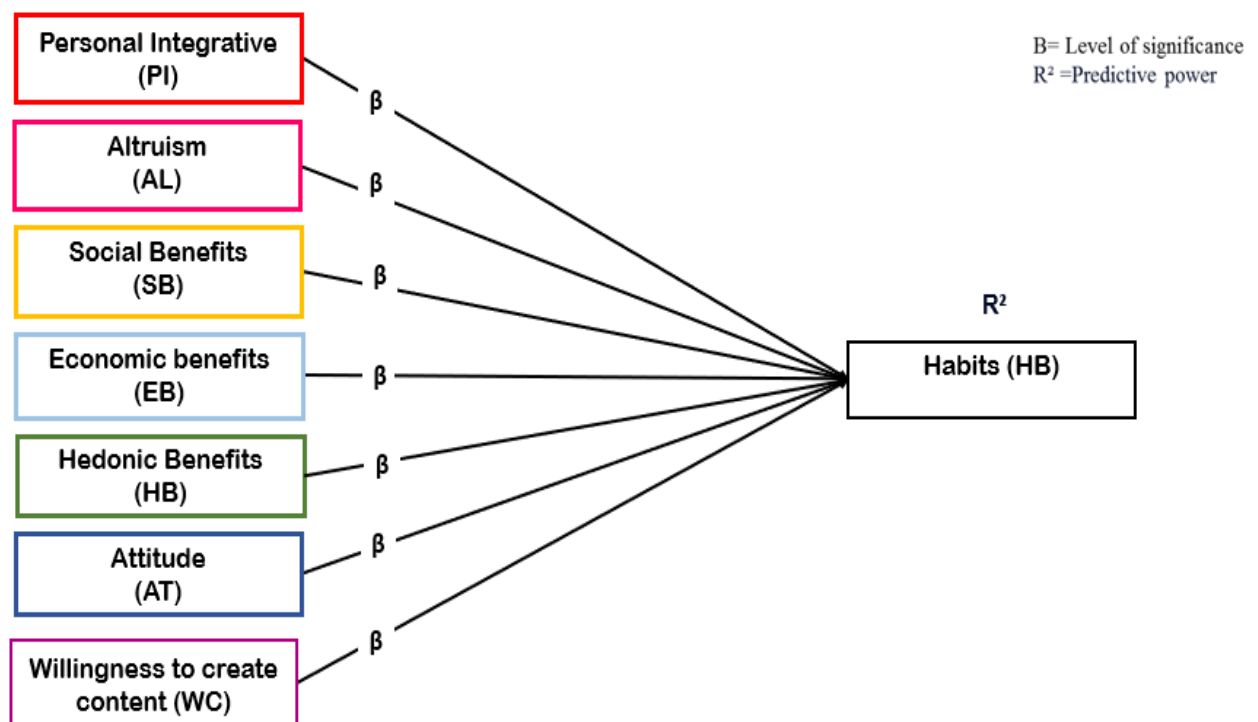 Personal Integrative
(PI)
B= Level of significance
R² =Predictive power
β
Altruism
(AL)
β
Social Benefits
(SB)
β
R²
Economic benefits
(EB)
β
Habits (HB)
Hedonic Benefits
(HB)
β
Attitude
(AT)
β
Willingness to create
content (WC)
β